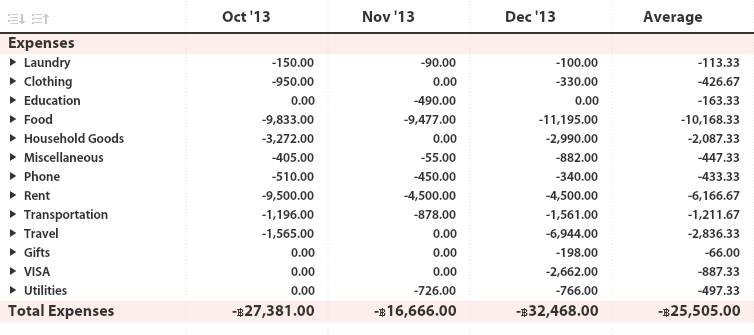 Oct '13 Nov '13 Dec '13 Average
Expenses
Laundry -150.00 -90.00 -100.00 -113.33
Clothing -950.00 0.00 -330.00 -426.67
Education 0.00 -490.00 0.00 -163.33
Food -9,833.00 -9,477.00 -11,195.00 -10,168.33
Household Goods -3,272.00 0.00 -2,990.00 -2,087.33
Miscellaneous -405.00 -55.00 -882.00 -447.33
Phone -510.00 -450.00 -340.00 -433.33
Rent -9,500.00 -4,500.00 -4,500.00 -6,166.67
Transportation -1,196.00 -878.00 -1,561.00 -1,211.67
Travel -1,565.00 0.00 -6,944.00 -2,836.33
Gifts 0.00 0.00 -198.00 -66.00
VISA 0.00 0.00 -2,662.00 -887.33
Utilities 0.00 -726.00 -766.00 -497.33
Total Expenses -฿27,381.00 -฿16,666.00 -฿32,468.00 -฿25,505.00